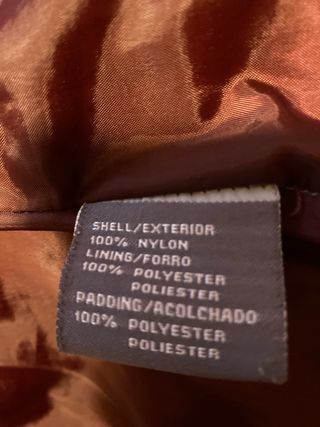 SHELL/EXTERIOR
100% NYLON
LINING/FORRO
100% POLYESTER
POLIESTER
PADDING/ACOLCHADO
100% POLYESTER
POLIESTER